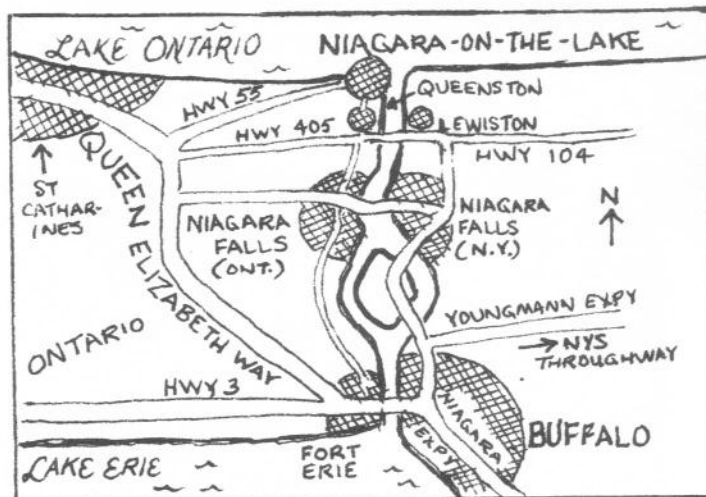 LAKE ONTARIO
NIAGARA-ON-THE-LAKE
QUEENSTON
HWY 55
LEWISTON
HWY 405
HWY 104
QUEEN ELIZABETH WAY
ST
CATHAR-
INES
NIAGARA
FALLS
(ONT.)
NIAGARA
FALLS
(N.Y.)
N
YOUNGMANN EXPY
NYS
THROUGHWAY
ONTARIO
HWY 3
NIAGARA
EXPY
BUFFALO
FORT
ERIE
LAKE ERIE